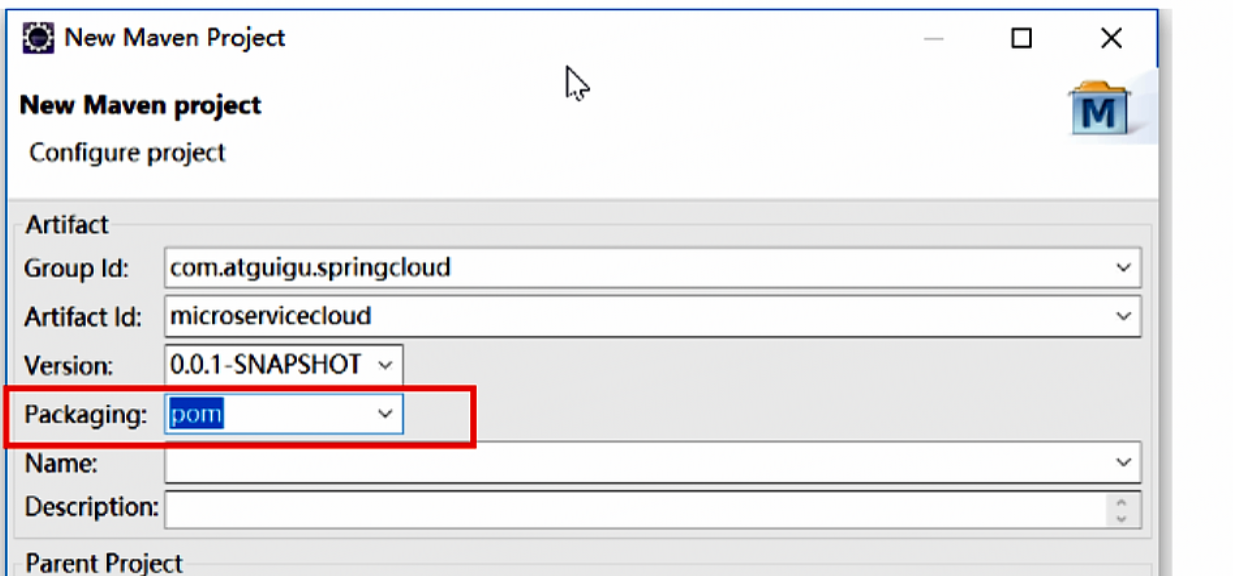 New Maven Project
New Maven project
M
Configure project
Artifact
Group Id: com.atguigu.springcloud
Artifact Id: microservicecloud
Version: 0.0.1-SNAPSHOT
Packaging: pom
Name:
Description:
Parent Project